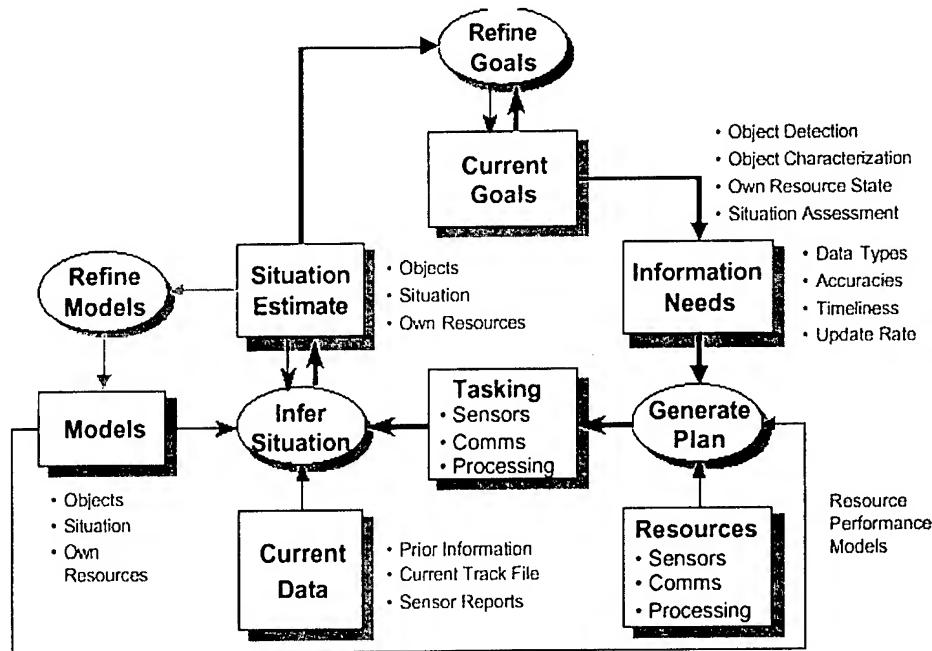 Refine
Goals
Current
Goals
• Object Detection
• Object Characterization
• Own Resource State
• Situation Assessment
Refine
Models
Situation
Estimate
• Objects
• Situation
• Own Resources
Information
Needs
• Data Types
• Accuracies
• Timeliness
• Update Rate
Models
• Objects
• Situation
• Own
Resources
Infer
Situation
Tasking
• Sensors
• Comms
• Processing
Generate
Plan
Current
Data
• Prior Information
• Current Track File
• Sensor Reports
Resources
• Sensors
• Comms
• Processing
Resource
Performance
Models